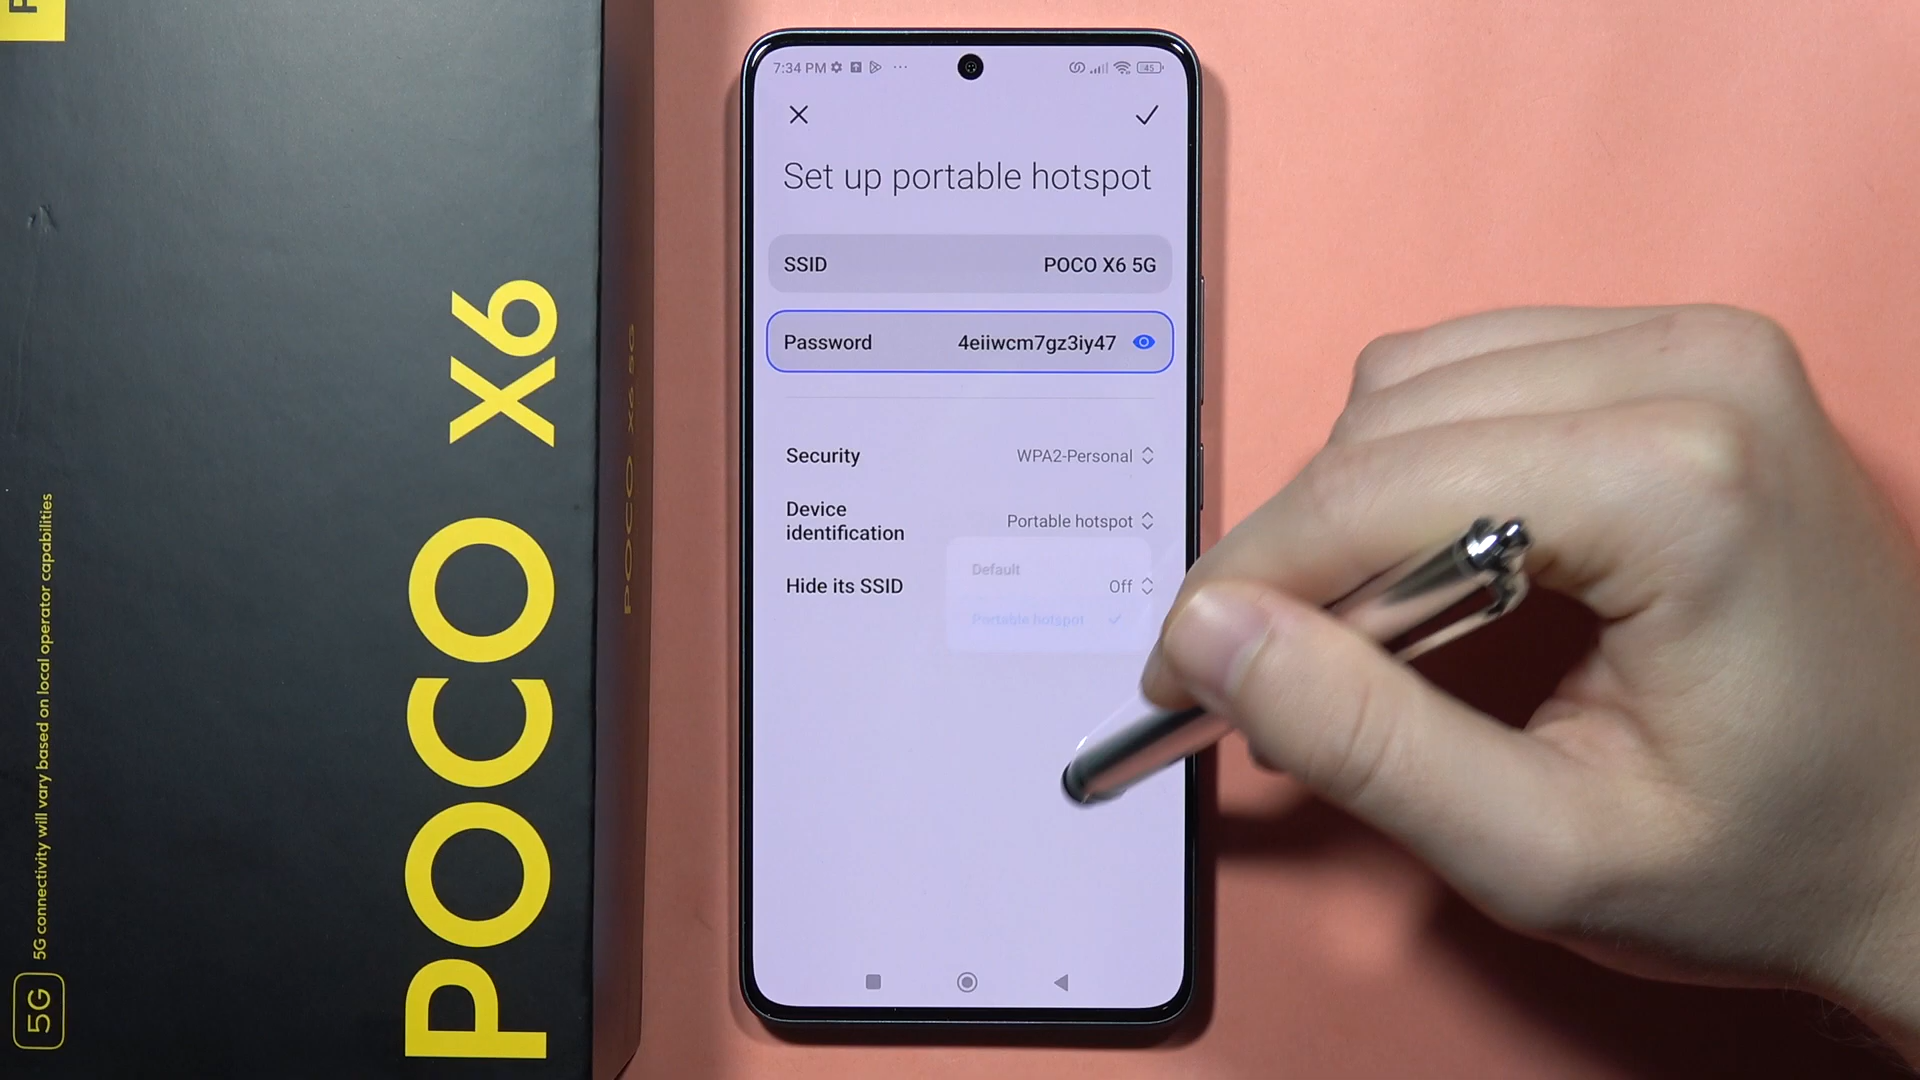 5G connectivity will vary based on local operator capabilities
5G
POCO X6
POCO X6 5G
7:34 PM
45
Set up portable hotspot
SSID
POCO X6 5G
Password
4eiiwcm7gz3iy47
Security
WPA2-Personal
Device
identification
Portable hotspot
Default
Hide its SSID
Off
Portable hotspot